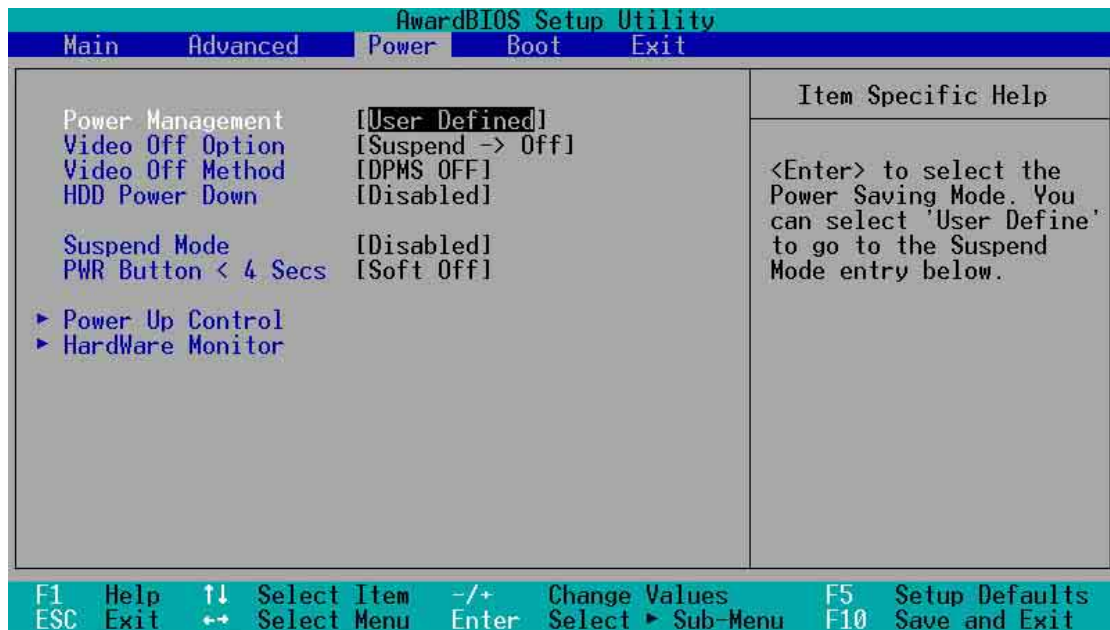 AwardBIOS Setup Utility
Main Advanced Power Boot Exit
Power Management [User Defined]
Video Off Option [Suspend -> Off]
Video Off Method [DPMS OFF]
HDD Power Down [Disabled]
Suspend Mode [Disabled]
PWR Button < 4 Secs [Soft Off]
▸ Power Up Control
▸ HardWare Monitor
Item Specific Help
<Enter> to select the
Power Saving Mode. You
can select 'User Define'
to go to the Suspend
Mode entry below.
F1 Help ↑↓ Select Item -/+ Change Values F5 Setup Defaults
ESC Exit ←→ Select Menu Enter Select ▸ Sub-Menu F10 Save and Exit